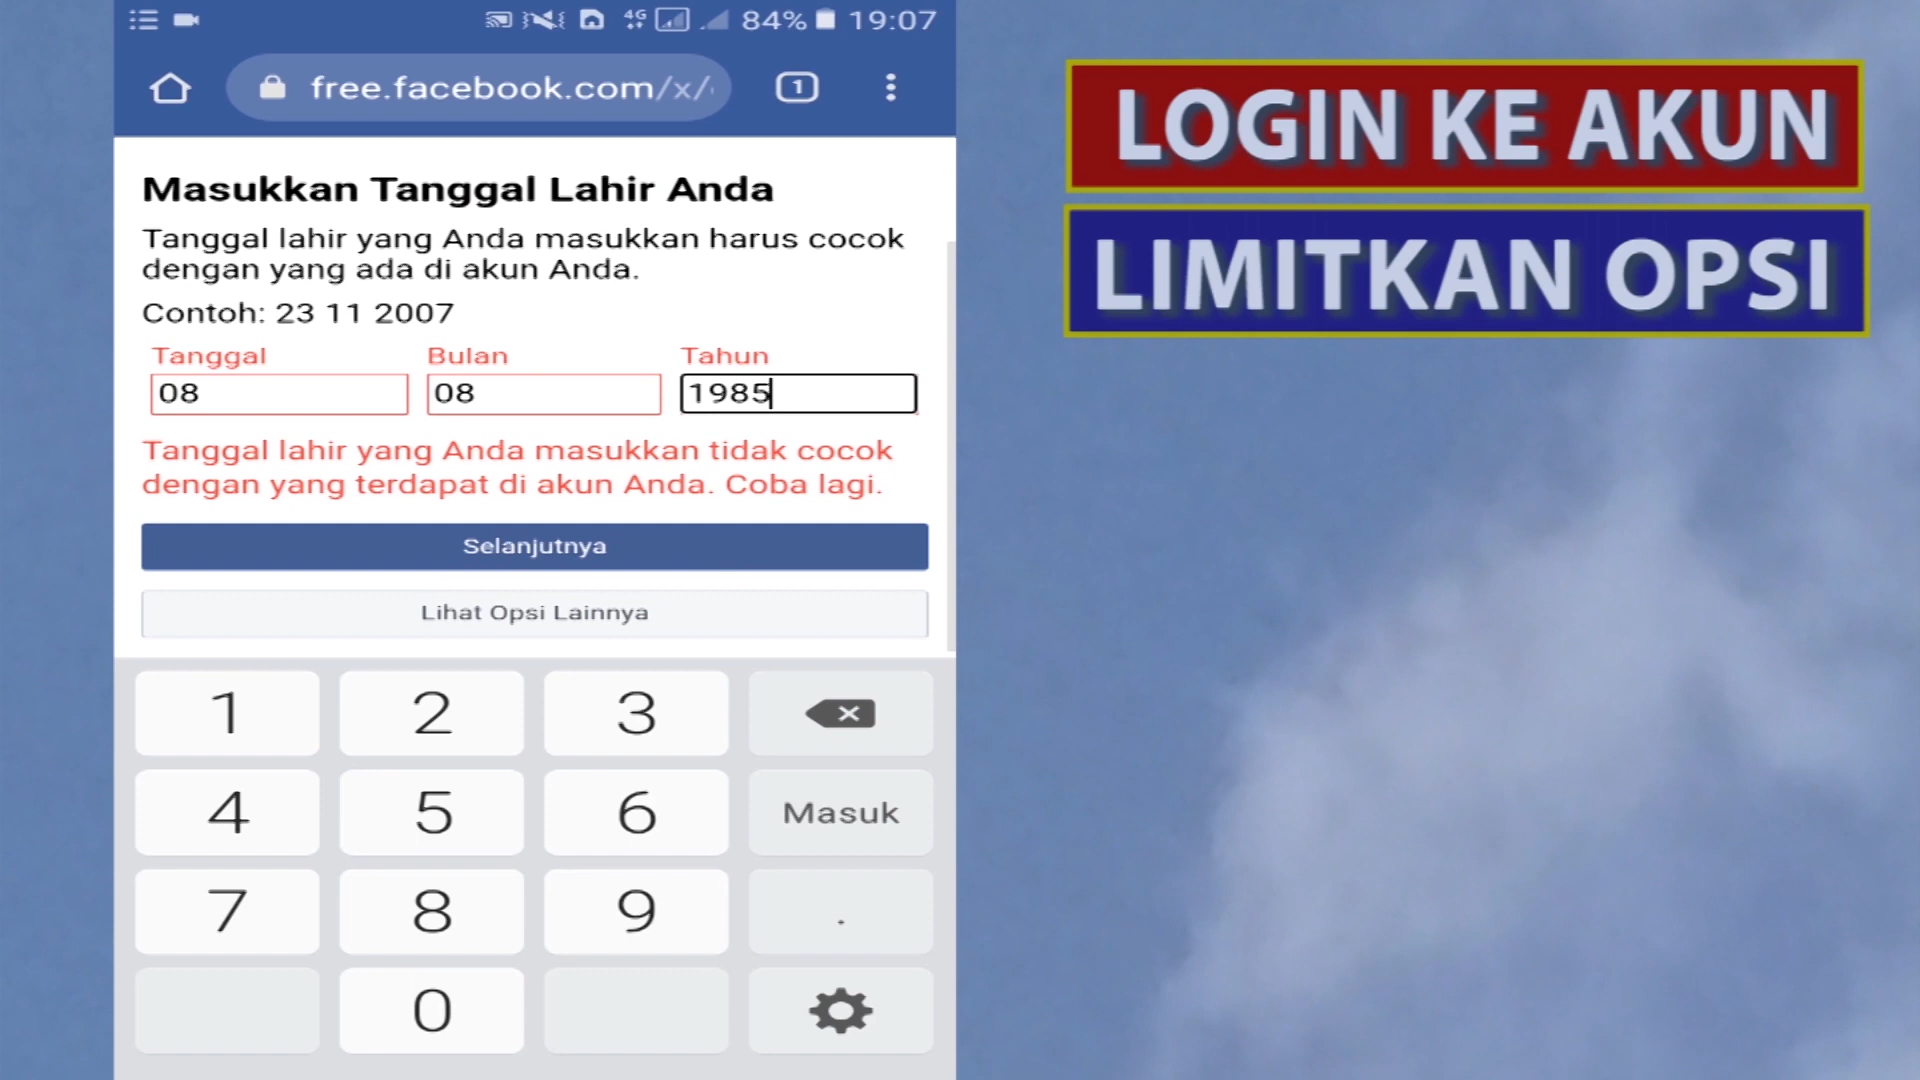 4G 84% 19:07
free.facebook.com/x/
1
Masukkan Tanggal Lahir Anda
Tanggal lahir yang Anda masukkan harus cocok
dengan yang ada di akun Anda.
Contoh: 23 11 2007
Tanggal Bulan Tahun
08 08 1985
Tanggal lahir yang Anda masukkan tidak cocok
dengan yang terdapat di akun Anda. Coba lagi.
Selanjutnya
Lihat Opsi Lainnya
1 2 3
4 5 6 Masuk
7 8 9 .
0
LOGIN KE AKUN
LIMITKAN OPSI